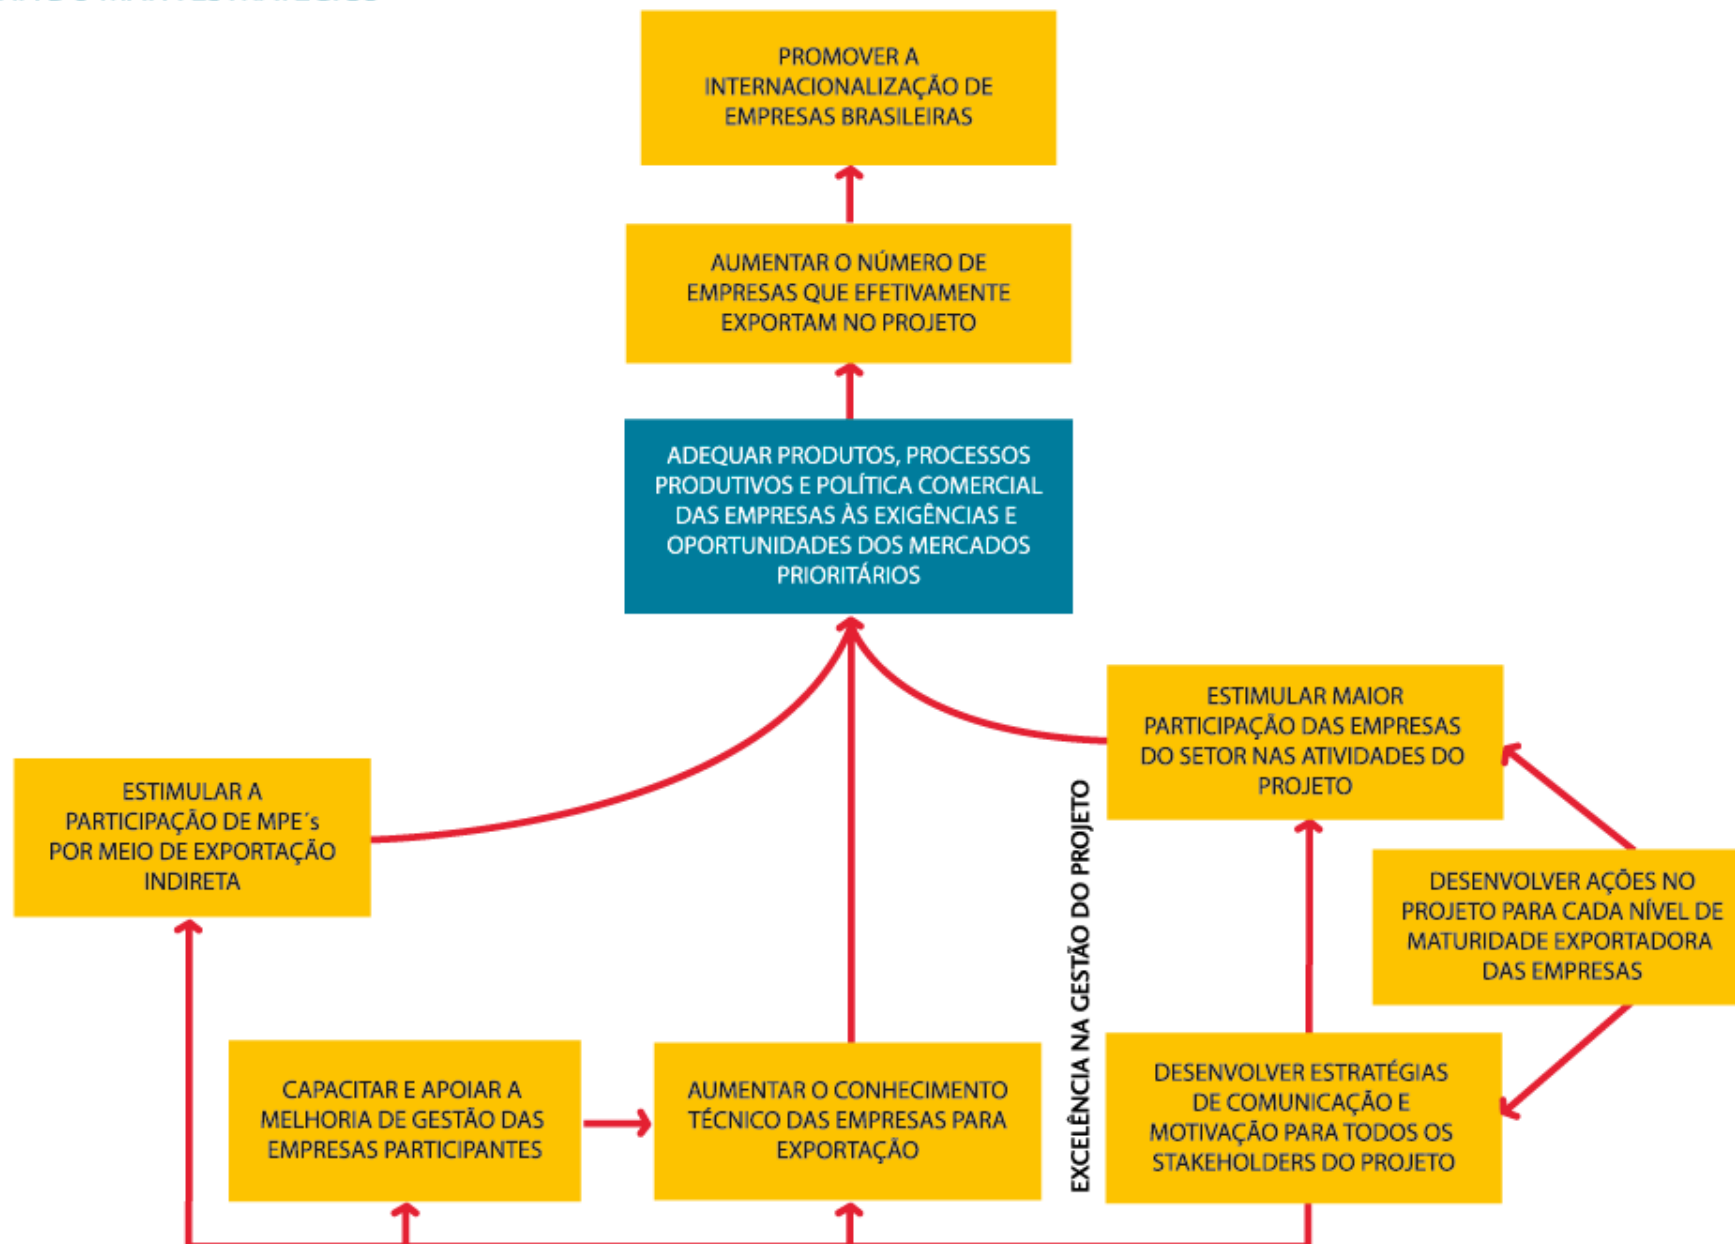 PROMOVER A
INTERNACIONALIZAÇÃO DE
EMPRESAS BRASILEIRAS
AUMENTAR O NÚMERO DE
EMPRESAS QUE EFETIVAMENTE
EXPORTAM NO PROJETO
ADEQUAR PRODUTOS, PROCESSOS
PRODUTIVOS E POLÍTICA COMERCIAL
DAS EMPRESAS ÀS EXIGÊNCIAS E
OPORTUNIDADES DOS MERCADOS
PRIORITÁRIOS
ESTIMULAR MAIOR
PARTICIPAÇÃO DAS EMPRESAS
DO SETOR NAS ATIVIDADES DO
PROJETO
ESTIMULAR A
PARTICIPAÇÃO DE MPE´s
POR MEIO DE EXPORTAÇÃO
INDIRETA
EXCELÊNCIA NA GESTÃO DO PROJETO
DESENVOLVER AÇÕES NO
PROJETO PARA CADA NÍVEL DE
MATURIDADE EXPORTADORA
DAS EMPRESAS
CAPACITAR E APOIAR A
MELHORIA DE GESTÃO DAS
EMPRESAS PARTICIPANTES
AUMENTAR O CONHECIMENTO
TÉCNICO DAS EMPRESAS PARA
EXPORTAÇÃO
DESENVOLVER ESTRATÉGIAS
DE COMUNICAÇÃO E
MOTIVAÇÃO PARA TODOS OS
STAKEHOLDERS DO PROJETO